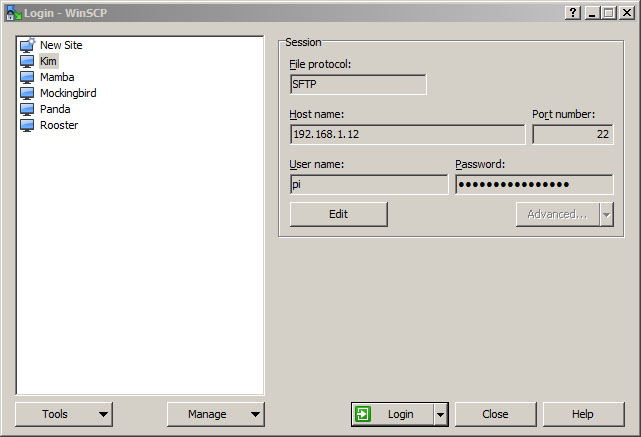 Login - WinSCP
New Site
Kim
Mamba
Mockingbird
Panda
Rooster
Session
File protocol:
SFTP
Host name:
Port number:
192.168.1.12
22
User name:
Password:
pi
●●●●●●●●●●●●●●●●
Edit
Advanced...
Tools
Manage
Login
Close
Help